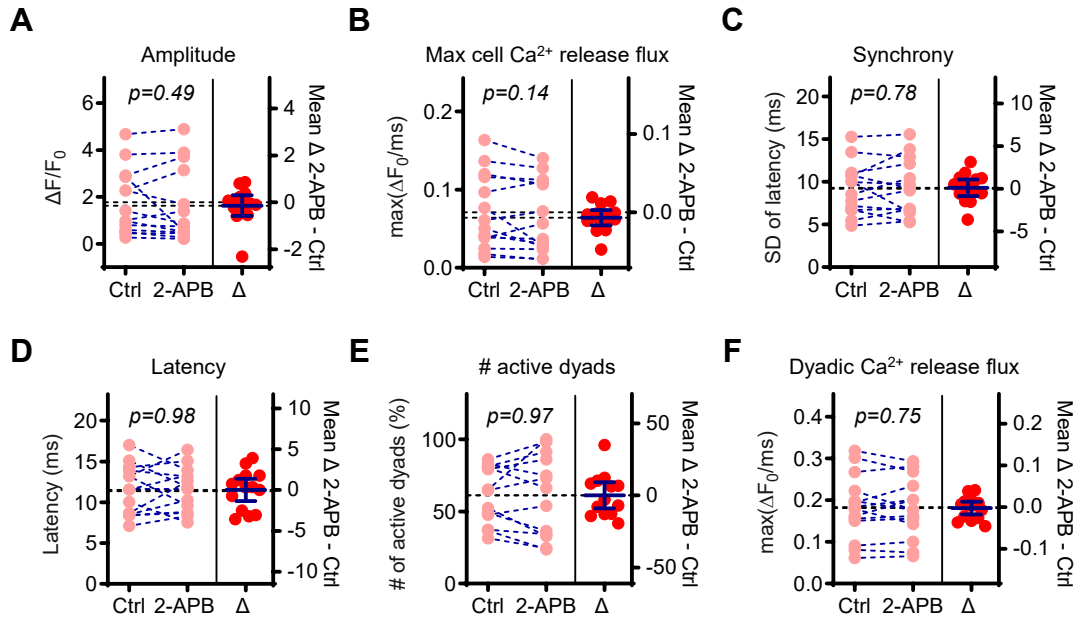 A
Amplitude
p=0.49
ΔF/F0
6
4
2
0
4
2
0
-2
Mean Δ 2-APB - Ctrl
Ctrl 2-APB Δ
B
Max cell Ca²⁺ release flux
p=0.14
max(ΔF0/ms)
0.2
0.1
0.0
0.1
0.0
Mean Δ 2-APB - Ctrl
Ctrl 2-APB Δ
C
Synchrony
p=0.78
SD of latency (ms)
20
15
10
5
0
10
5
0
-5
Mean Δ 2-APB - Ctrl
Ctrl 2-APB Δ
D
Latency
p=0.98
Latency (ms)
20
15
10
5
0
10
5
0
-5
-10
Mean Δ 2-APB - Ctrl
Ctrl 2-APB Δ
E
# active dyads
p=0.97
# of active dyads (%)
100
50
0
50
0
-50
Mean Δ 2-APB - Ctrl
Ctrl 2-APB Δ
F
Dyadic Ca²⁺ release flux
p=0.75
max(ΔF0/ms)
0.4
0.3
0.2
0.1
0.0
0.2
0.1
0.0
-0.1
Mean Δ 2-APB - Ctrl
Ctrl 2-APB Δ